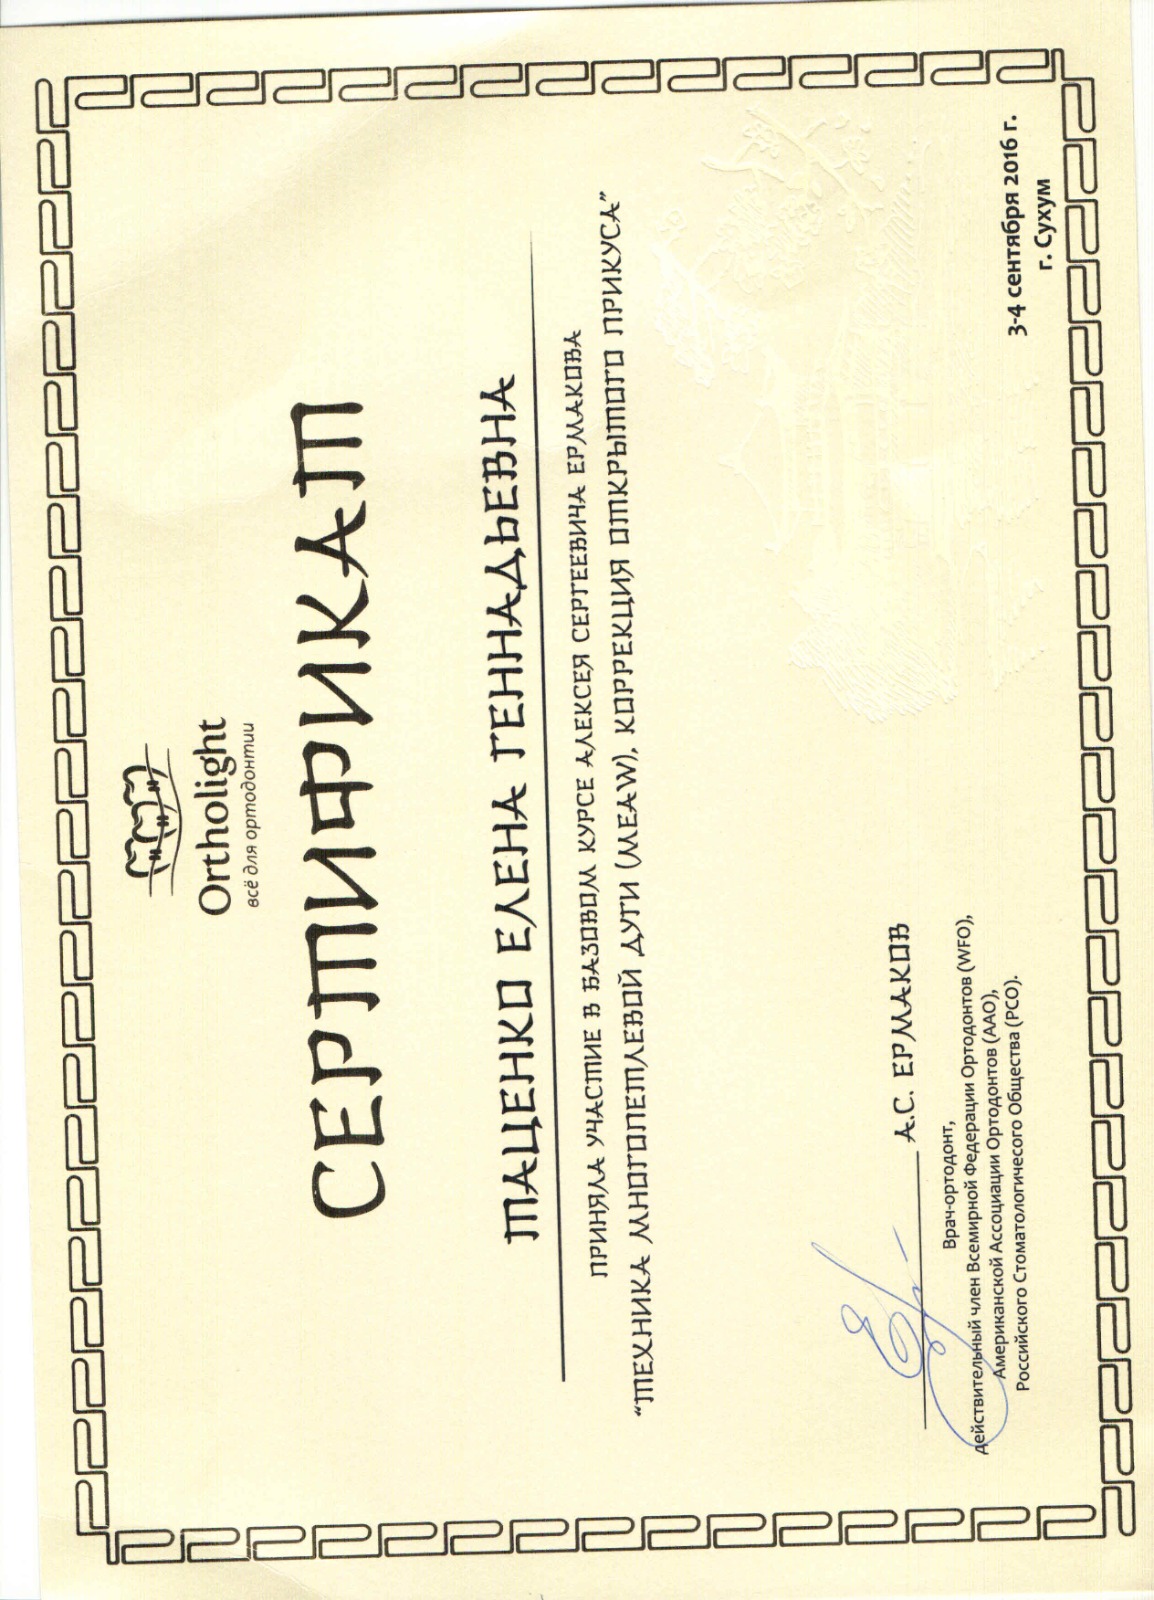 Ortholight
всё для ортодонтии
СЕРТИФИКАТ
ТАЦЕНКО ЕЛЕНА ГЕННАДЬЕВНА
ПРИНЯЛА УЧАСТИЕ В БАЗОВОМ КУРСЕ АЛЕКСЕЯ СЕРГЕЕВИЧА ЕРМАКОВА
“ТЕХНИКА МНОГОПЕТЛЕВОЙ ДУГИ (MEAW), КОРРЕКЦИЯ ОТКРЫТОГО ПРИКУСА”
А.С. ЕРМАКОВ
Врач-ортодонт,
действительный член Всемирной Федерации Ортодонтов (WFO),
Американской Ассоциации Ортодонтов (ААО),
Российского Стоматологичесого Общества (РСО).
3-4 сентября 2016 г.
г. Сухум